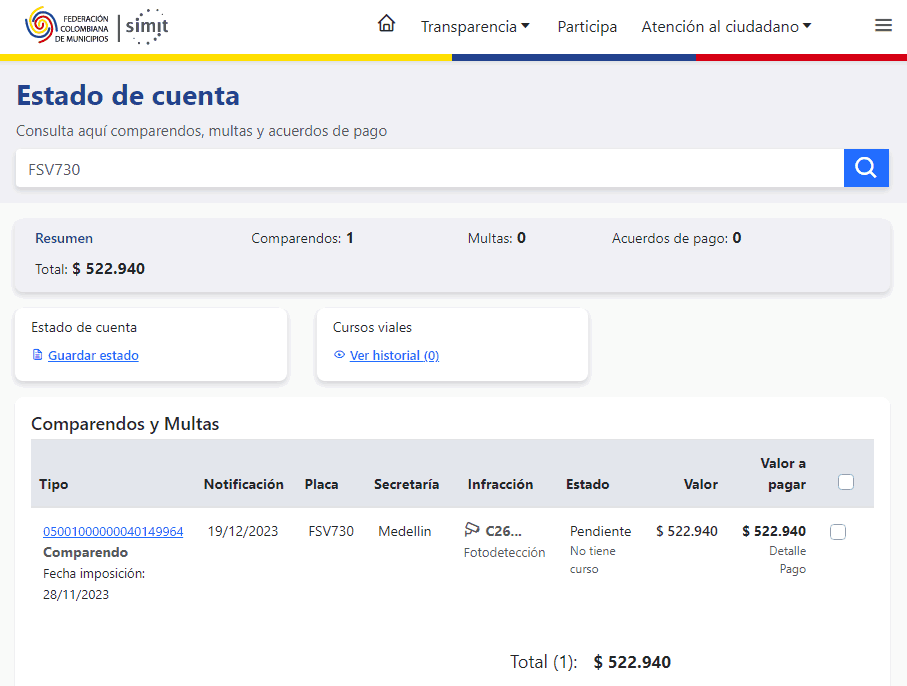 FEDERACIÓN
COLOMBIANA
DE MUNICIPIOS
simit
Transparencia
Participa
Atención al ciudadano
Estado de cuenta
Consulta aquí comparendos, multas y acuerdos de pago
FSV730
Resumen
Comparendos: 1
Multas: 0
Acuerdos de pago: 0
Total: $ 522.940
Estado de cuenta
Guardar estado
Cursos viales
Ver historial (0)
Comparendos y Multas
Tipo Notificación Placa Secretaría Infracción Estado Valor Valor a pagar
05001000000040149964 19/12/2023 FSV730 Medellin C26... Pendiente $ 522.940 $ 522.940
Comparendo Fotodetección No tiene curso Detalle Pago
Fecha imposición:
28/11/2023
Total (1): $ 522.940